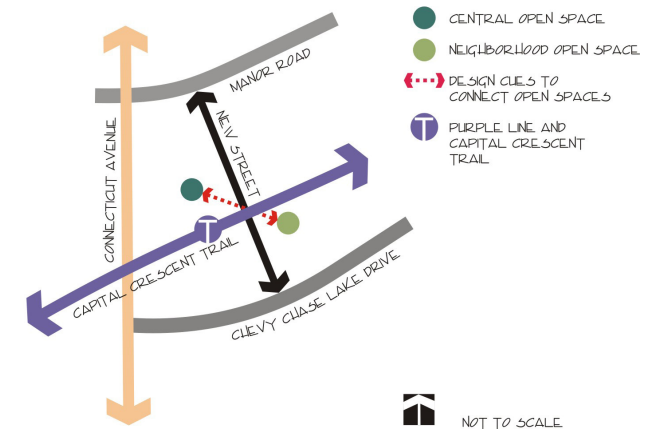 CENTRAL OPEN SPACE
NEIGHBORHOOD OPEN SPACE
DESIGN CUES TO
CONNECT OPEN SPACES
T
PURPLE LINE AND
CAPITAL CRESCENT
TRAIL
MANOR ROAD
CONNECTICUT AVENUE
NEW STREET
T
CAPITAL CRESCENT TRAIL
CHEVY CHASE LAKE DRIVE
NOT TO SCALE